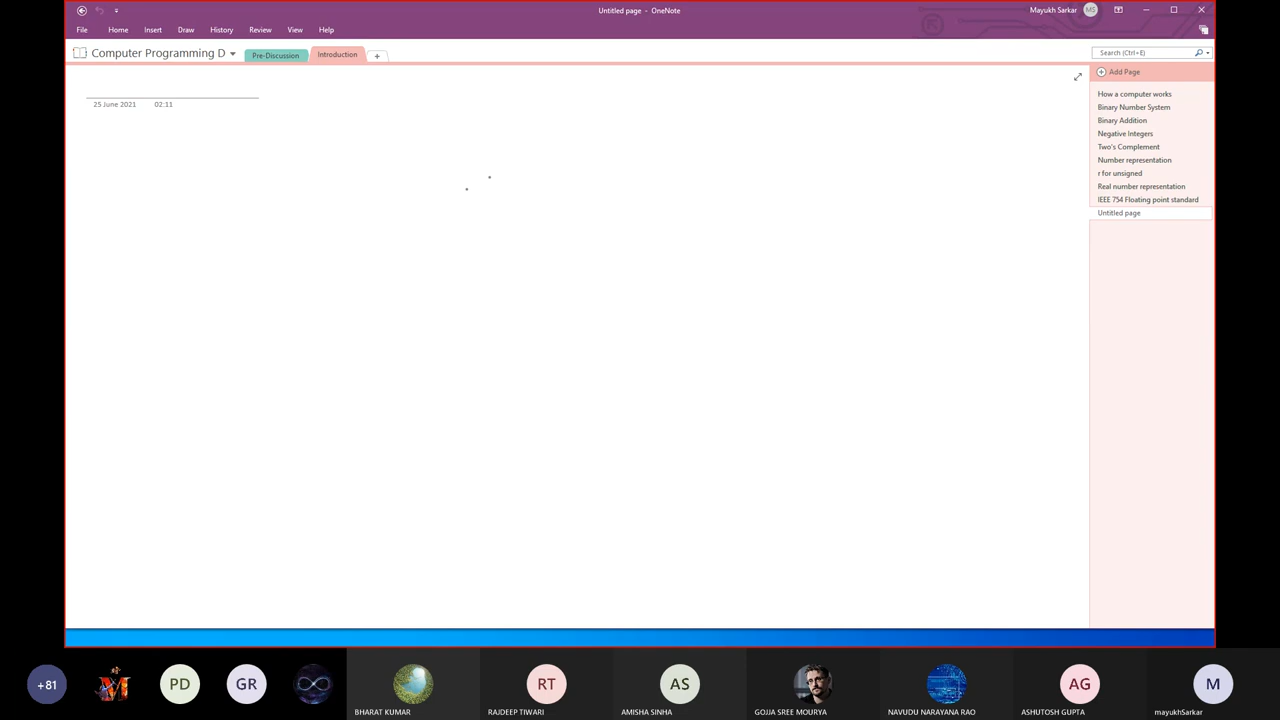 Untitled page - OneNote
Mayukh Sarkar
MS
File Home Insert Draw History Review View Help
Computer Programming D
Pre-Discussion
Introduction
Search (Ctrl+E)
Add Page
25 June 2021 02:11
How a computer works
Binary Number System
Binary Addition
Negative Integers
Two's Complement
Number representation
r for unsigned
Real number representation
IEEE 754 Floating point standard
Untitled page
+81
M
PD
GR
RT
AS
AG
M
BHARAT KUMAR
RAJDEEP TIWARI
AMISHA SINHA
GOJJA SREE MOURYA
NAVUDU NARAYANA RAO
ASHUTOSH GUPTA
mayukhSarkar